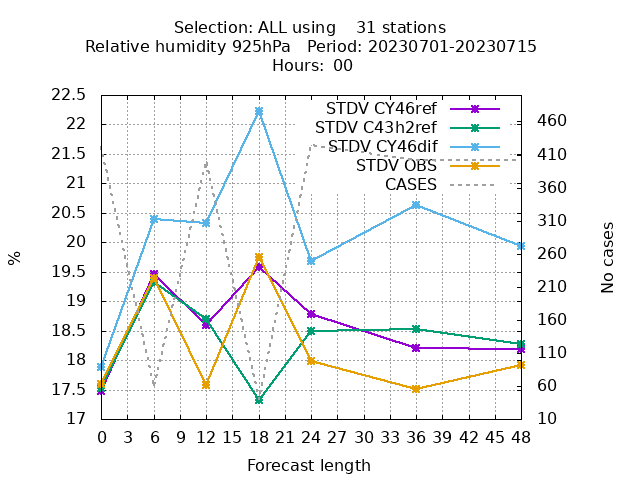 Selection: ALL using    31 stations
Relative humidity 925hPa   Period: 20230701-20230715
Hours:  00
22.5
22
21.5
21
20.5
20
19.5
19
18.5
18
17.5
17
%
STDV CY46ref
STDV C43h2ref
STDV CY46dif
STDV OBS
CASES
460
410
360
310
260
210
160
110
60
10
No cases
0 3 6 9 12 15 18 21 24 27 30 33 36 39 42 45 48
Forecast length